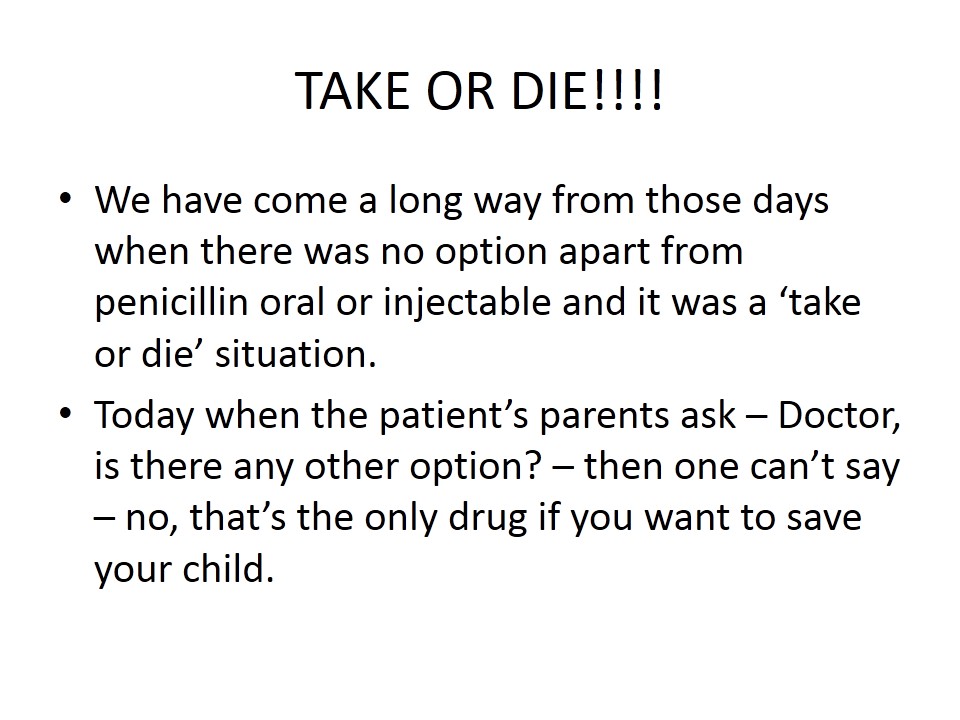 TAKE OR DIE!!!!
• We have come a long way from those days
when there was no option apart from
penicillin oral or injectable and it was a ‘take
or die’ situation.
• Today when the patient’s parents ask – Doctor,
is there any other option? – then one can’t say
– no, that’s the only drug if you want to save
your child.